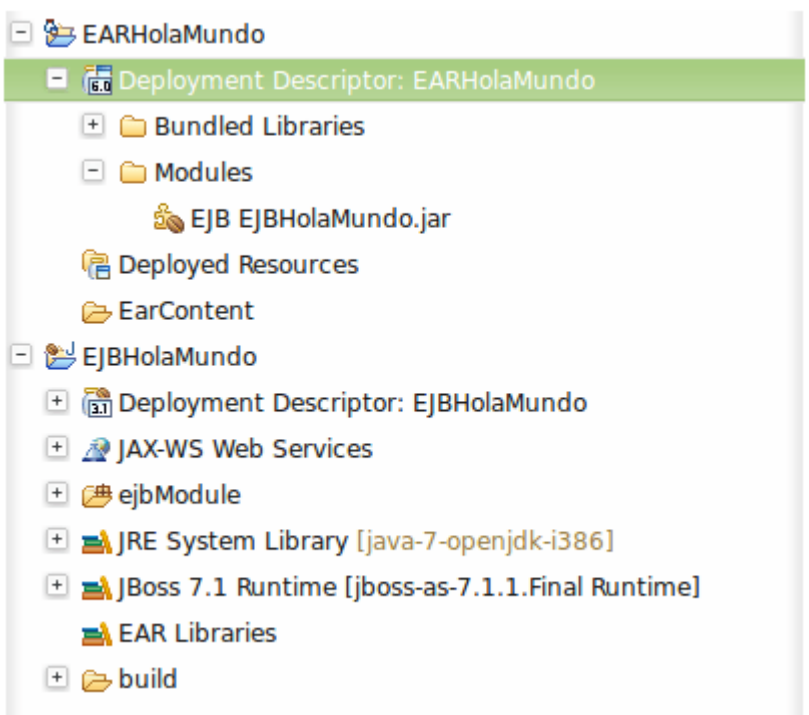 EARHolaMundo
6.0 Deployment Descriptor: EARHolaMundo
Bundled Libraries
Modules
EJB EJBHolaMundo.jar
Deployed Resources
EarContent
EJBHolaMundo
3.1 Deployment Descriptor: EJBHolaMundo
JAX-WS Web Services
ejbModule
JRE System Library [java-7-openjdk-i386]
JBoss 7.1 Runtime [jboss-as-7.1.1.Final Runtime]
EAR Libraries
build